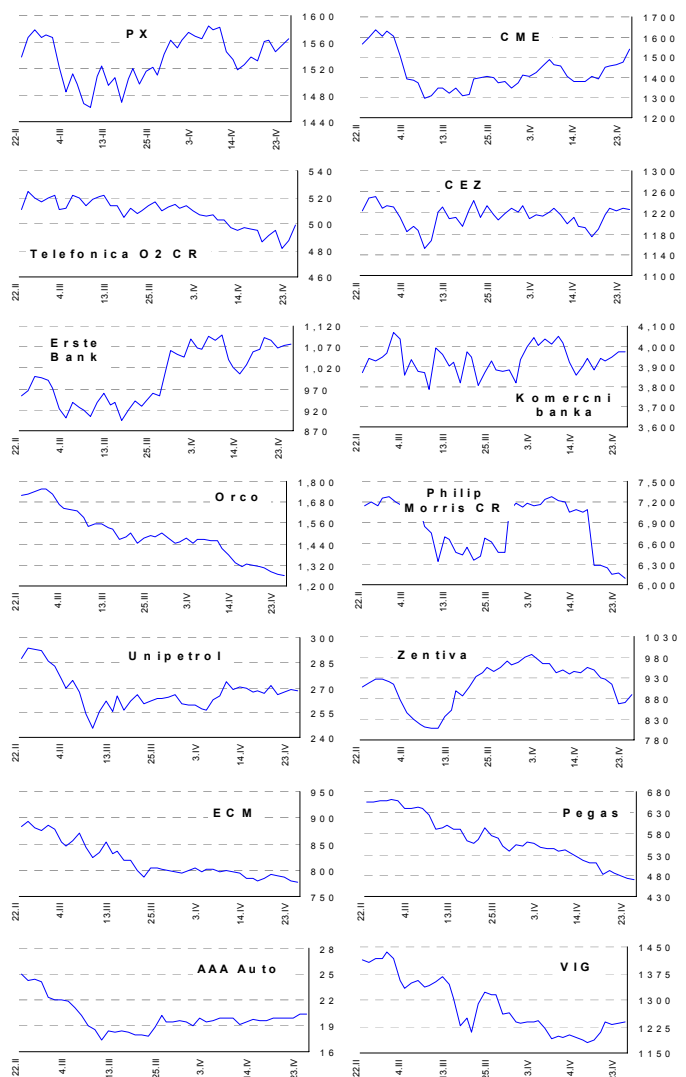 PX
1600
1560
1520
1480
1440
22-II
4-III
13-III
25-III
3-IV
14-IV
23-IV
CME
1700
1600
1500
1400
1300
1200
22.II
4.III
13.III
25.III
3.IV
14.IV
23.IV
Telefonica O2 CR
540
520
500
480
460
22.II
4.III
13.III
25.III
3.IV
14.IV
23.IV
CEZ
1300
1260
1220
1180
1140
1100
22.II
4.III
13.III
25.III
3.IV
14.IV
23.IV
Erste
Bank
1,120
1,070
1,020
970
920
870
22.II
4.III
13.III
25.III
3.IV
14.IV
23.IV
Komercni
banka
4,100
4,000
3,900
3,800
3,700
3,600
22.II
4.III
13.III
25.III
3.IV
14.IV
23.IV
Orco
1,800
1,680
1,560
1,440
1,320
1,200
22.II
4.III
13.III
25.III
3.IV
14.IV
23.IV
Philip
Morris CR
7,500
7,200
6,900
6,600
6,300
6,000
22.II
4.III
13.III
25.III
3.IV
14.IV
23.IV
Unipetrol
300
285
270
255
240
22.II
4.III
13.III
25.III
3.IV
14.IV
23.IV
Zentiva
1030
980
930
880
830
780
22.II
4.III
13.III
25.III
3.IV
14.IV
23.IV
ECM
950
900
850
800
750
22.II
4.III
13.III
25.III
3.IV
14.IV
23.IV
Pegas
680
630
580
530
480
430
22.II
4.III
13.III
25.III
3.IV
14.IV
23.IV
AAA Auto
28
25
22
19
16
22.II
4.III
13.III
25.III
3.IV
14.IV
23.IV
VIG
1450
1375
1300
1225
1150
22.II
4.III
13.III
25.III
3.IV
14.IV
23.IV